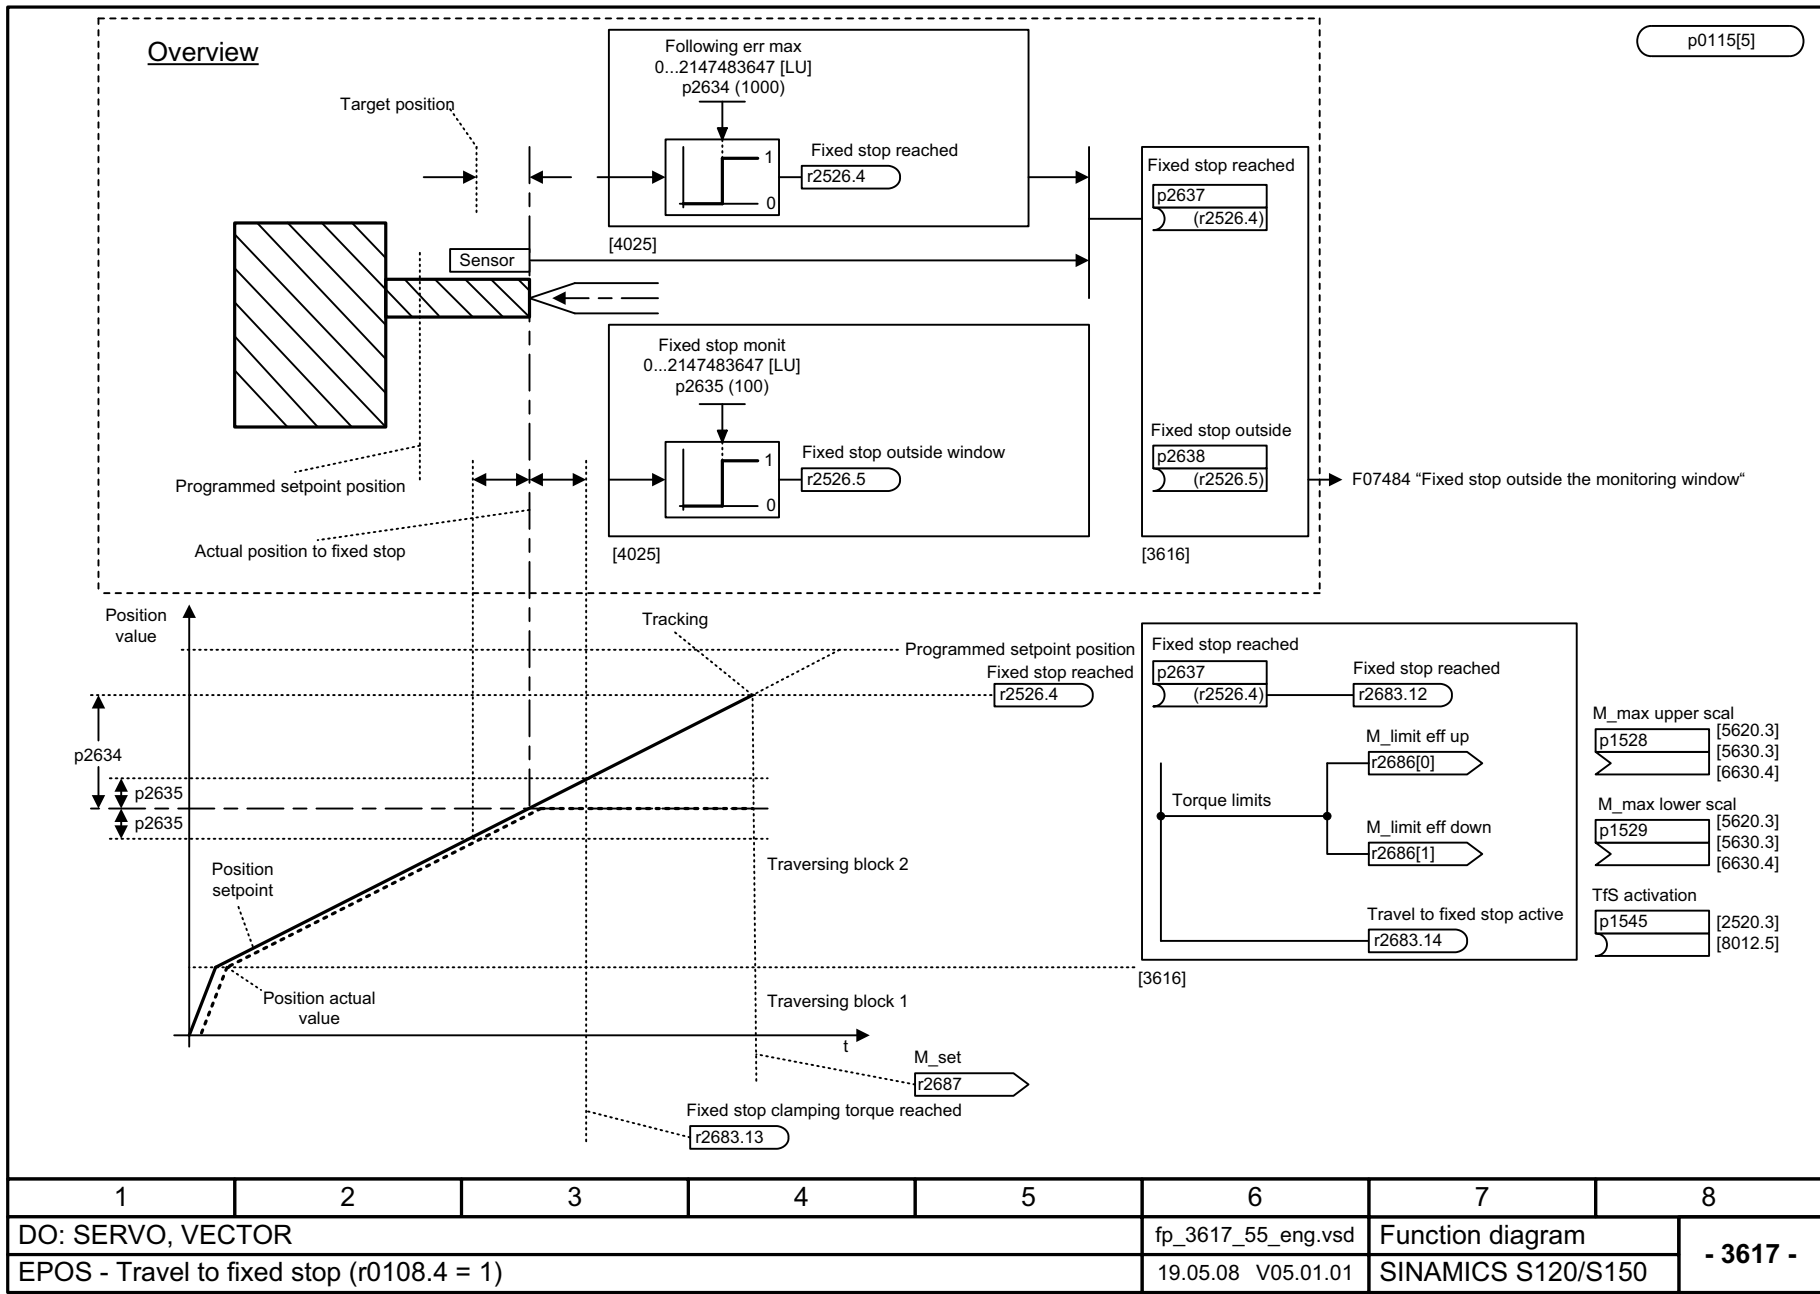 Overview
p0115[5]
Following err max
0...2147483647 [LU]
p2634 (1000)
Target position
1
0
Fixed stop reached
r2526.4
[4025]
Sensor
Fixed stop reached
p2637
(r2526.4)
Fixed stop monit
0...2147483647 [LU]
p2635 (100)
1
0
Fixed stop outside window
r2526.5
[4025]
Fixed stop outside
p2638
(r2526.5)
F07484 “Fixed stop outside the monitoring window“
[3616]
Programmed setpoint position
Actual position to fixed stop
Position
value
Tracking
Programmed setpoint position
Fixed stop reached
r2526.4
p2634
p2635
p2635
Position
setpoint
Traversing block 2
Position actual
value
Traversing block 1
t
M_set
r2687
Fixed stop clamping torque reached
r2683.13
Fixed stop reached
p2637
(r2526.4)
Fixed stop reached
r2683.12
M_limit eff up
r2686[0]
Torque limits
M_limit eff down
r2686[1]
Travel to fixed stop active
r2683.14
[3616]
M_max upper scal
p1528
[5620.3]
[5630.3]
[6630.4]
M_max lower scal
p1529
[5620.3]
[5630.3]
[6630.4]
TfS activation
p1545
[2520.3]
[8012.5]
1 2 3 4 5 6 7 8
DO: SERVO, VECTOR
fp_3617_55_eng.vsd
Function diagram
- 3617 -
EPOS - Travel to fixed stop (r0108.4 = 1)
19.05.08 V05.01.01
SINAMICS S120/S150